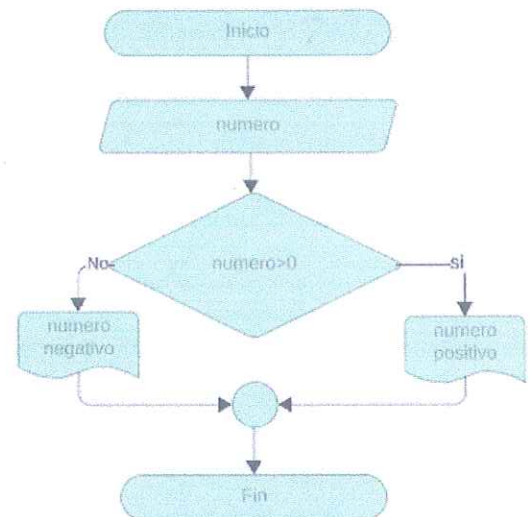 Inicio
numero
numero>0
No
si
numero
negativo
numero
positivo
Fin